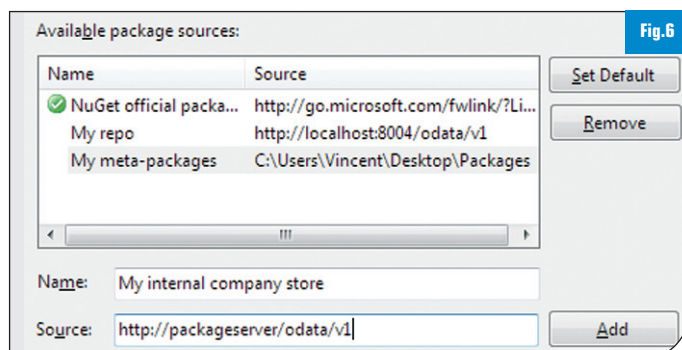 Available package sources:
Fig.6
Name Source
NuGet official packa... http://go.microsoft.com/fwlink/?Li...
My repo http://localhost:8004/odata/v1
My meta-packages C:\Users\Vincent\Desktop\Packages
Set Default
Remove
Name: My internal company store
Source: http://packageserver/odata/v1
Add